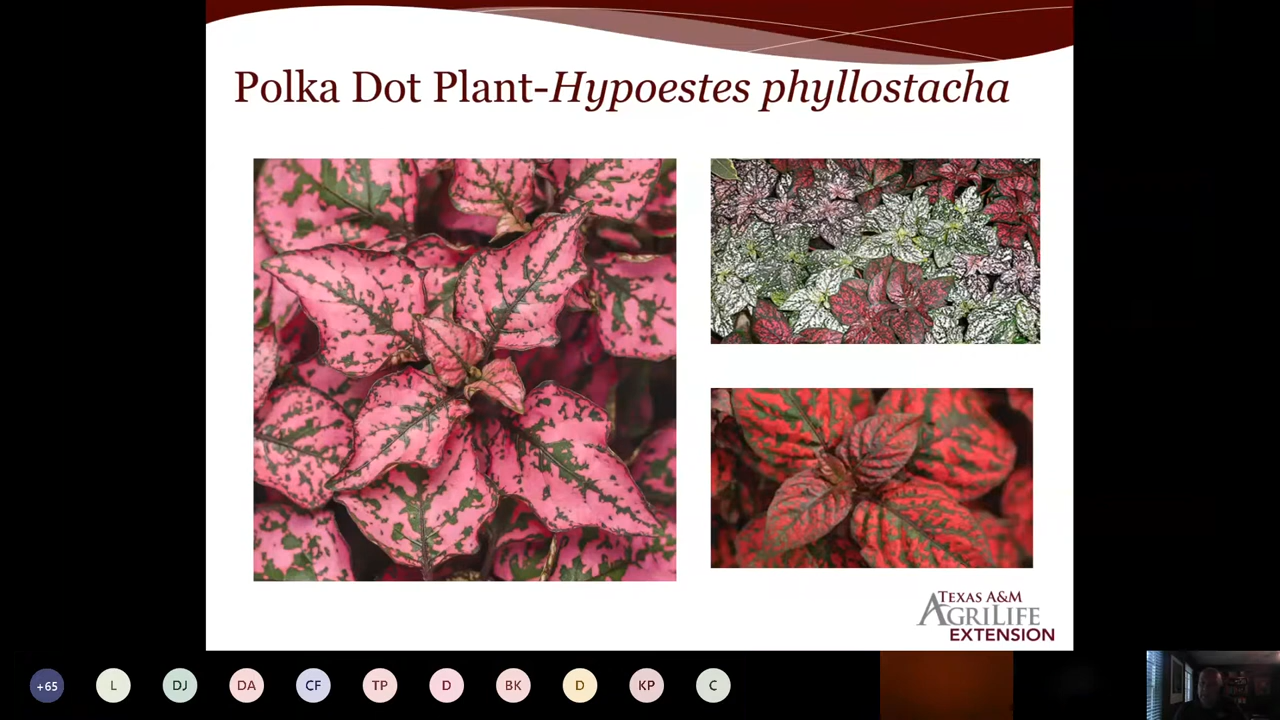 Polka Dot Plant-Hypoestes phyllostacha
TEXAS A&M
AGRILIFE
EXTENSION
+65 L DJ DA CF TP D BK D KP C